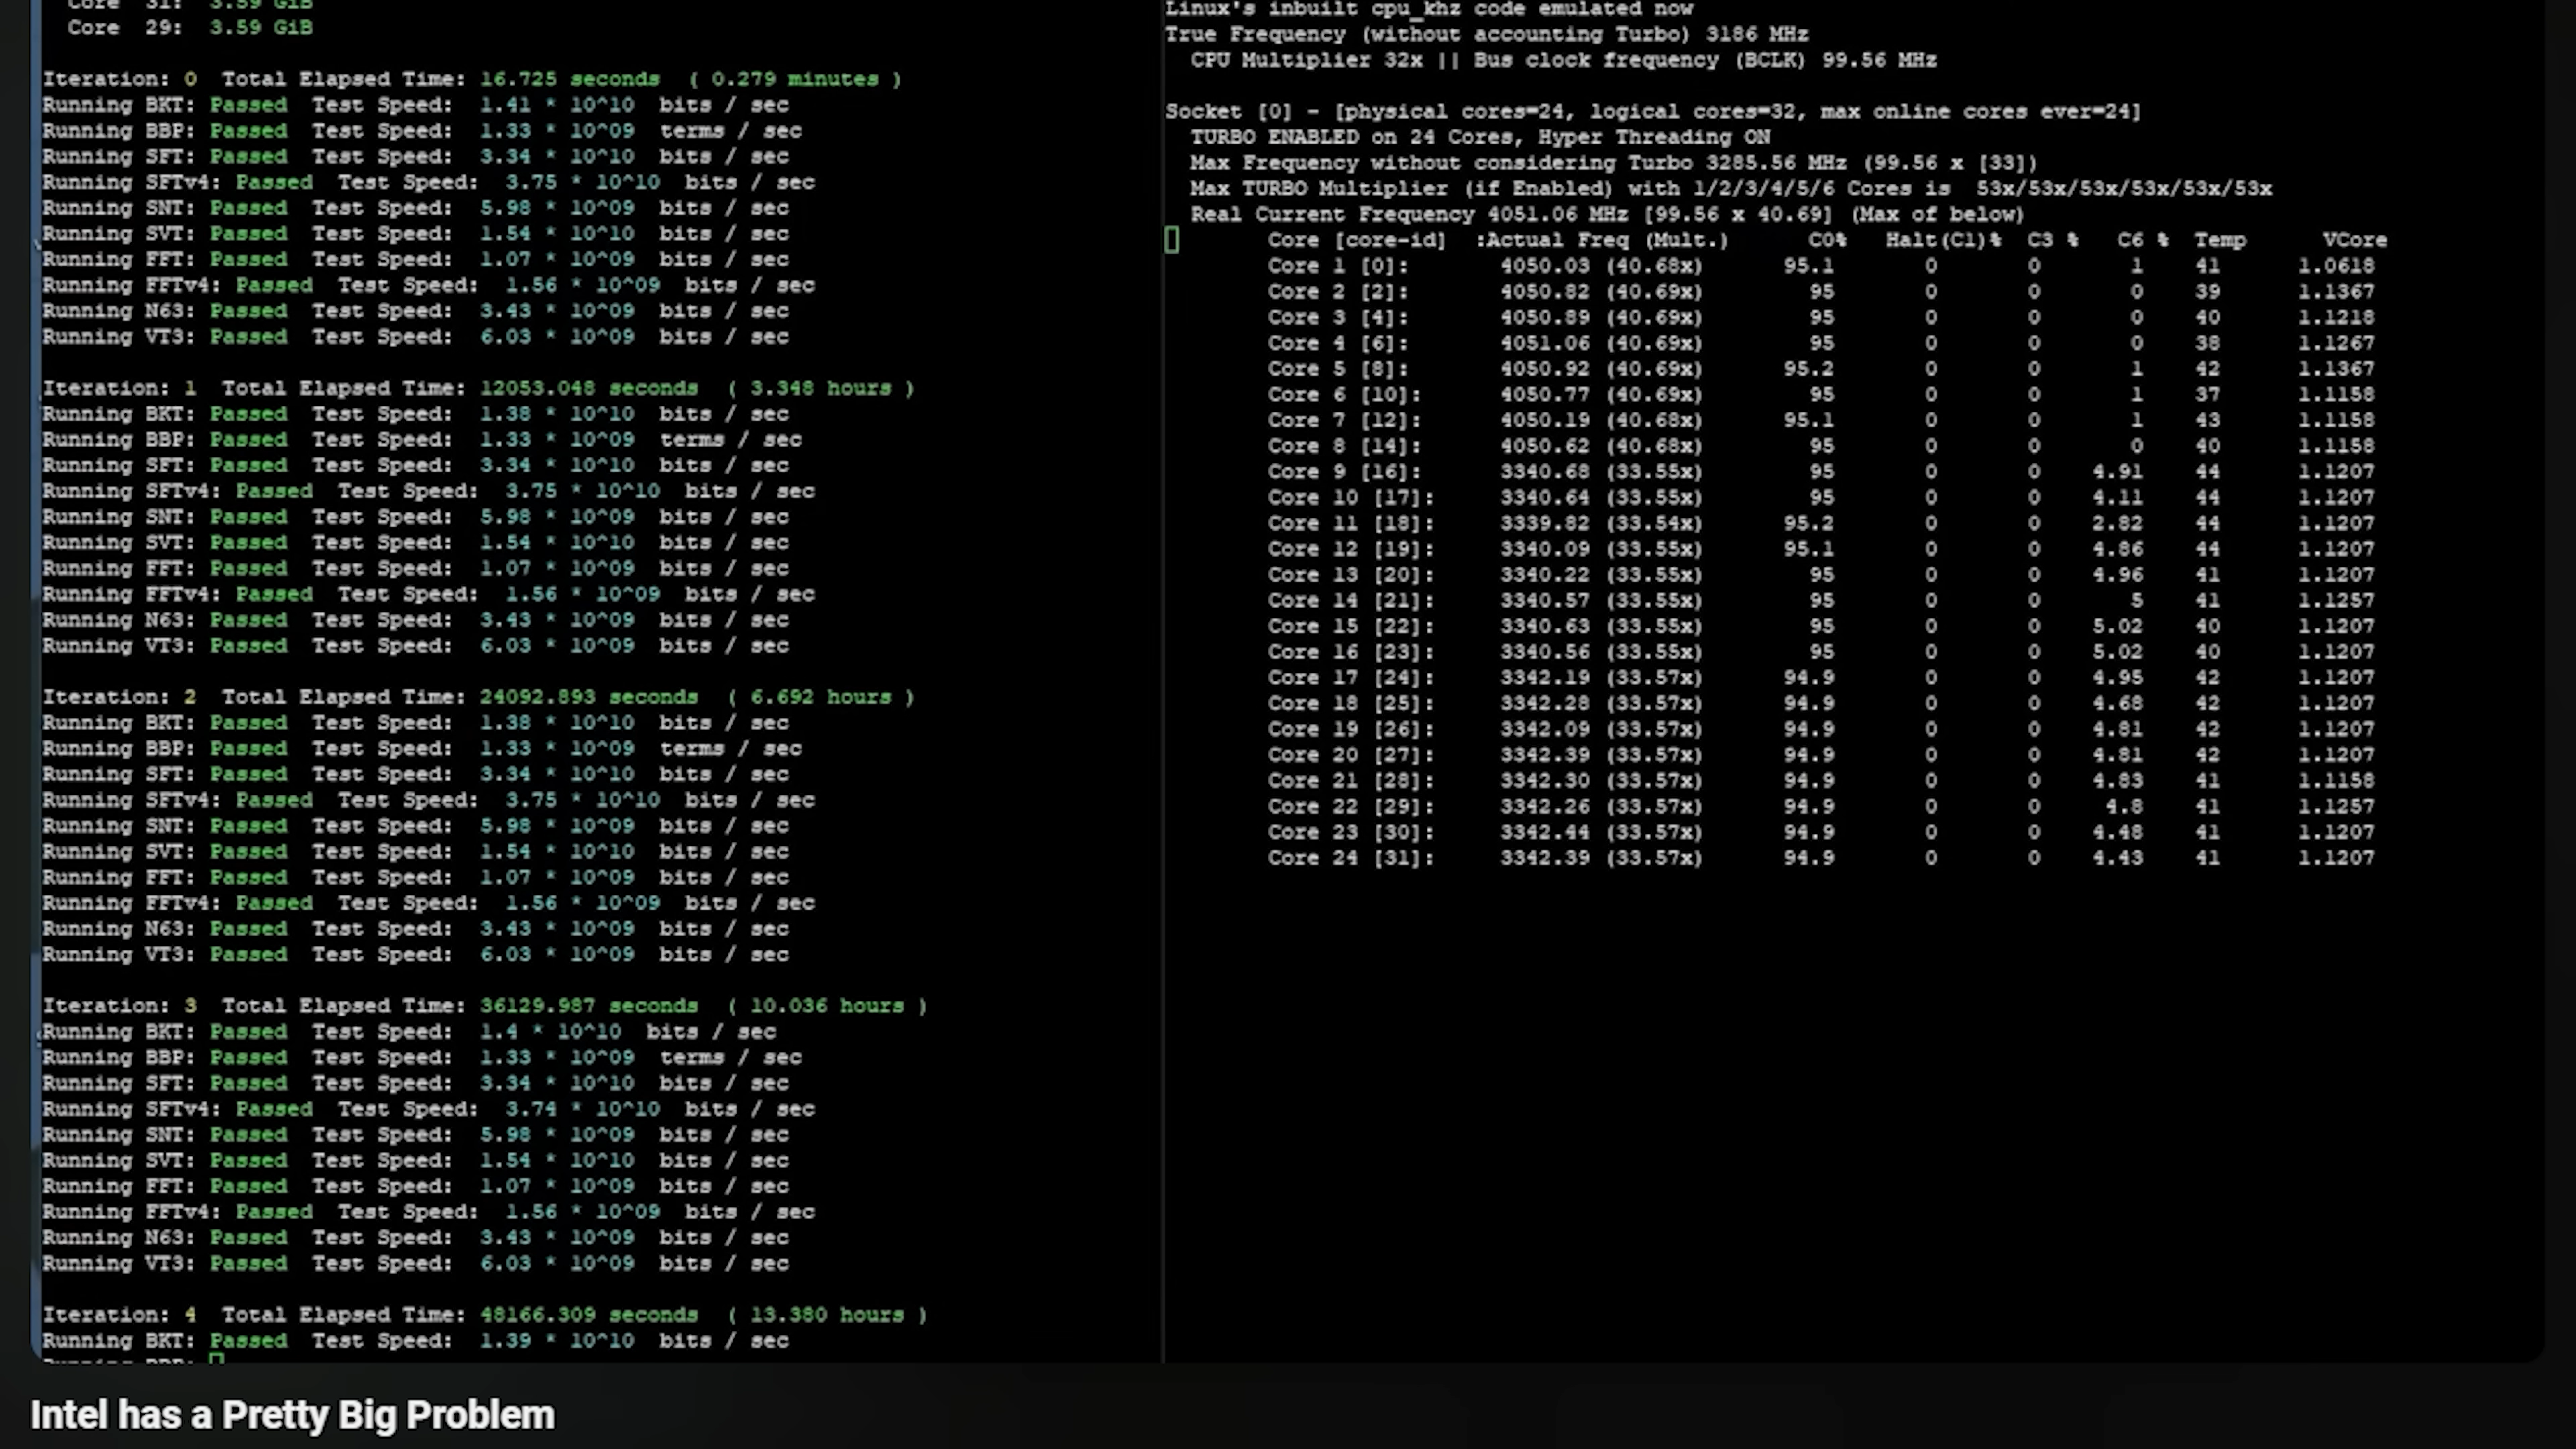 Core 31: 3.59 GiB
Core 29: 3.59 GiB
Iteration: 0 Total Elapsed Time: 16.725 seconds ( 0.279 minutes )
Running BKT: Passed Test Speed: 1.41 * 10^10 bits / sec
Running BBP: Passed Test Speed: 1.33 * 10^09 terms / sec
Running SFT: Passed Test Speed: 3.34 * 10^10 bits / sec
Running SFTv4: Passed Test Speed: 3.75 * 10^10 bits / sec
Running SNT: Passed Test Speed: 5.98 * 10^09 bits / sec
Running SVT: Passed Test Speed: 1.54 * 10^10 bits / sec
Running FFT: Passed Test Speed: 1.07 * 10^09 bits / sec
Running FFTv4: Passed Test Speed: 1.56 * 10^09 bits / sec
Running N63: Passed Test Speed: 3.43 * 10^09 bits / sec
Running VT3: Passed Test Speed: 6.03 * 10^09 bits / sec
Iteration: 1 Total Elapsed Time: 12053.048 seconds ( 3.348 hours )
Running BKT: Passed Test Speed: 1.38 * 10^10 bits / sec
Running BBP: Passed Test Speed: 1.33 * 10^09 terms / sec
Running SFT: Passed Test Speed: 3.34 * 10^10 bits / sec
Running SFTv4: Passed Test Speed: 3.75 * 10^10 bits / sec
Running SNT: Passed Test Speed: 5.98 * 10^09 bits / sec
Running SVT: Passed Test Speed: 1.54 * 10^10 bits / sec
Running FFT: Passed Test Speed: 1.07 * 10^09 bits / sec
Running FFTv4: Passed Test Speed: 1.56 * 10^09 bits / sec
Running N63: Passed Test Speed: 3.43 * 10^09 bits / sec
Running VT3: Passed Test Speed: 6.03 * 10^09 bits / sec
Iteration: 2 Total Elapsed Time: 24092.893 seconds ( 6.692 hours )
Running BKT: Passed Test Speed: 1.38 * 10^10 bits / sec
Running BBP: Passed Test Speed: 1.33 * 10^09 terms / sec
Running SFT: Passed Test Speed: 3.34 * 10^10 bits / sec
Running SFTv4: Passed Test Speed: 3.75 * 10^10 bits / sec
Running SNT: Passed Test Speed: 5.98 * 10^09 bits / sec
Running SVT: Passed Test Speed: 1.54 * 10^10 bits / sec
Running FFT: Passed Test Speed: 1.07 * 10^09 bits / sec
Running FFTv4: Passed Test Speed: 1.56 * 10^09 bits / sec
Running N63: Passed Test Speed: 3.43 * 10^09 bits / sec
Running VT3: Passed Test Speed: 6.03 * 10^09 bits / sec
Iteration: 3 Total Elapsed Time: 36129.987 seconds ( 10.036 hours )
Running BKT: Passed Test Speed: 1.4 * 10^10 bits / sec
Running BBP: Passed Test Speed: 1.33 * 10^09 terms / sec
Running SFT: Passed Test Speed: 3.34 * 10^10 bits / sec
Running SFTv4: Passed Test Speed: 3.74 * 10^10 bits / sec
Running SNT: Passed Test Speed: 5.98 * 10^09 bits / sec
Running SVT: Passed Test Speed: 1.54 * 10^10 bits / sec
Running FFT: Passed Test Speed: 1.07 * 10^09 bits / sec
Running FFTv4: Passed Test Speed: 1.56 * 10^09 bits / sec
Running N63: Passed Test Speed: 3.43 * 10^09 bits / sec
Running VT3: Passed Test Speed: 6.03 * 10^09 bits / sec
Iteration: 4 Total Elapsed Time: 48166.309 seconds ( 13.380 hours )
Running BKT: Passed Test Speed: 1.39 * 10^10 bits / sec
Linux's inbuilt cpu_khz code emulated now
True Frequency (without accounting Turbo) 3186 MHz
CPU Multiplier 32x || Bus clock frequency (BCLK) 99.56 MHz
Socket [0] - [physical cores=24, logical cores=32, max online cores ever=24]
TURBO ENABLED on 24 Cores, Hyper Threading ON
Max Frequency without considering Turbo 3285.56 MHz (99.56 x [33])
Max TURBO Multiplier (if Enabled) with 1/2/3/4/5/6 Cores is 53x/53x/53x/53x/53x/53x
Real Current Frequency 4051.06 MHz [99.56 x 40.69] (Max of below)
Core [core-id] :Actual Freq (Mult.) C0% Halt(C1)% C3 % C6 % Temp VCore
Core 1 [0]: 4050.03 (40.68x) 95.1 0 0 1 41 1.0618
Core 2 [2]: 4050.82 (40.69x) 95 0 0 0 39 1.1367
Core 3 [4]: 4050.89 (40.69x) 95 0 0 0 40 1.1218
Core 4 [6]: 4051.06 (40.69x) 95 0 0 0 38 1.1267
Core 5 [8]: 4050.92 (40.69x) 95.2 0 0 1 42 1.1367
Core 6 [10]: 4050.77 (40.69x) 95 0 0 1 37 1.1158
Core 7 [12]: 4050.19 (40.68x) 95.1 0 0 1 43 1.1158
Core 8 [14]: 4050.62 (40.68x) 95 0 0 0 40 1.1158
Core 9 [16]: 3340.68 (33.55x) 95 0 0 4.91 44 1.1207
Core 10 [17]: 3340.64 (33.55x) 95 0 0 4.11 44 1.1207
Core 11 [18]: 3339.82 (33.54x) 95.2 0 0 2.82 44 1.1207
Core 12 [19]: 3340.09 (33.55x) 95.1 0 0 4.86 44 1.1207
Core 13 [20]: 3340.22 (33.55x) 95 0 0 4.96 41 1.1207
Core 14 [21]: 3340.57 (33.55x) 95 0 0 5 41 1.1257
Core 15 [22]: 3340.63 (33.55x) 95 0 0 5.02 40 1.1207
Core 16 [23]: 3340.56 (33.55x) 95 0 0 5.02 40 1.1207
Core 17 [24]: 3342.19 (33.57x) 94.9 0 0 4.95 42 1.1207
Core 18 [25]: 3342.28 (33.57x) 94.9 0 0 4.68 42 1.1207
Core 19 [26]: 3342.09 (33.57x) 94.9 0 0 4.81 42 1.1207
Core 20 [27]: 3342.39 (33.57x) 94.9 0 0 4.81 42 1.1207
Core 21 [28]: 3342.30 (33.57x) 94.9 0 0 4.83 41 1.1158
Core 22 [29]: 3342.26 (33.57x) 94.9 0 0 4.8 41 1.1257
Core 23 [30]: 3342.44 (33.57x) 94.9 0 0 4.48 41 1.1207
Core 24 [31]: 3342.39 (33.57x) 94.9 0 0 4.43 41 1.1207
Intel has a Pretty Big Problem